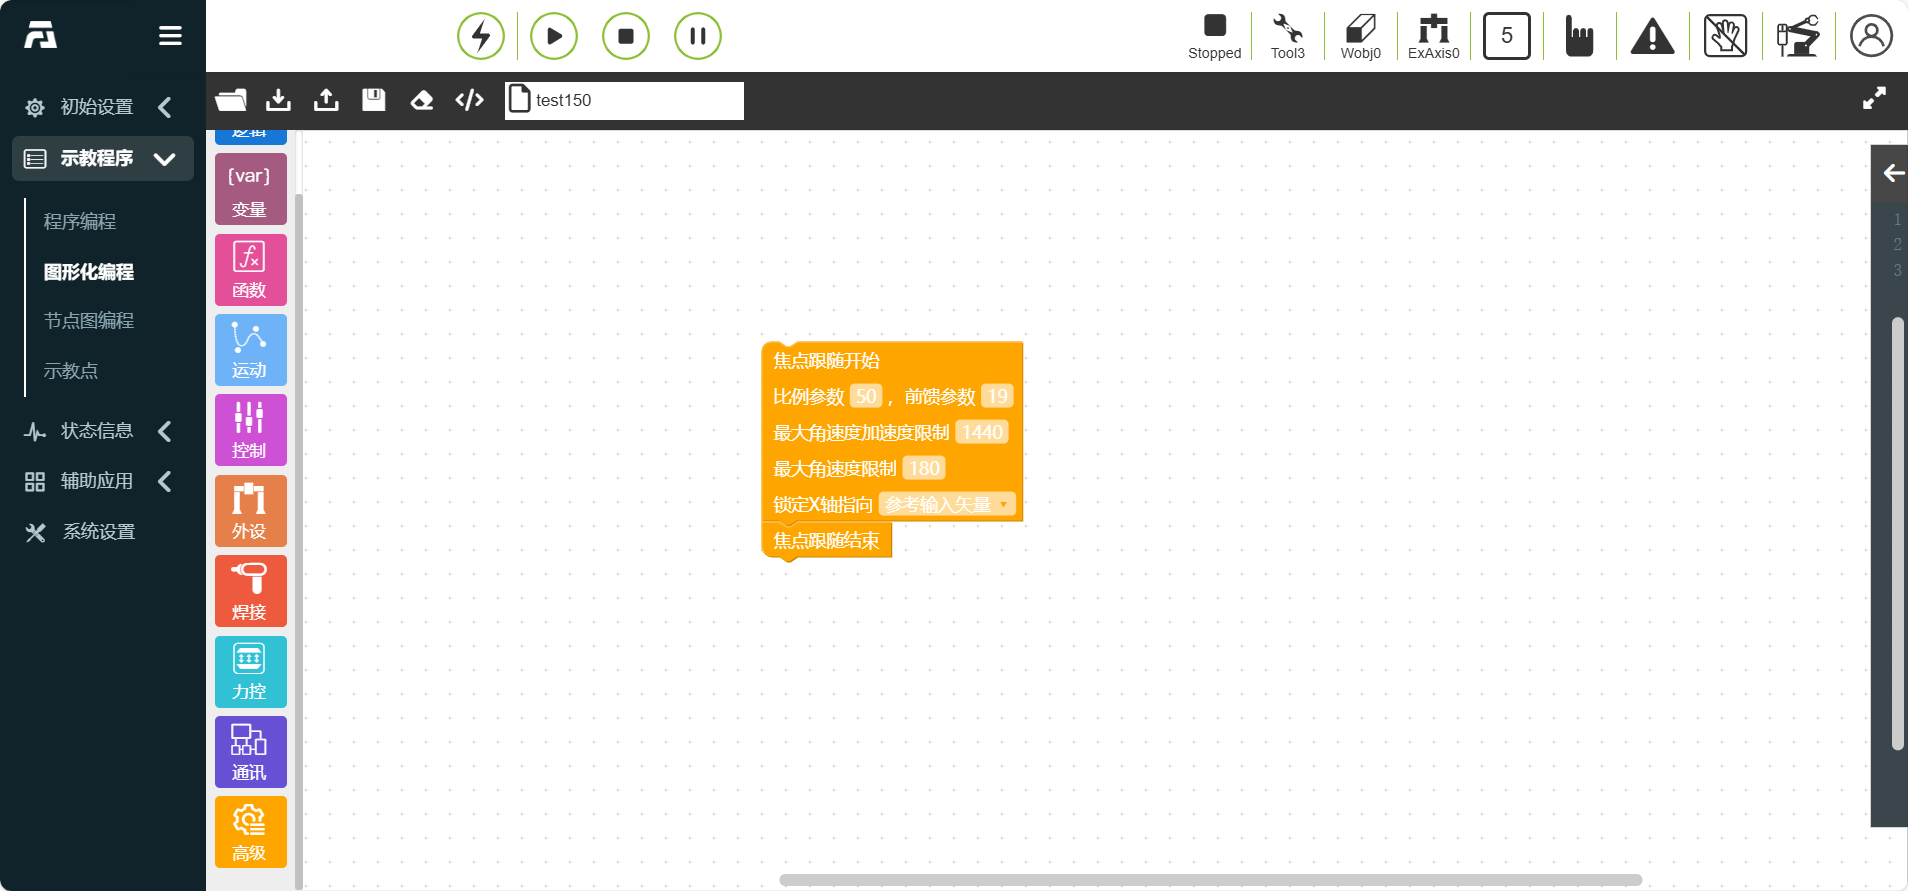 Stopped
Tool3
Wobj0
ExAxis0
5
test150
初始设置
示教程序
程序编程
图形化编程
节点图编程
示教点
状态信息
辅助应用
系统设置
逻辑
{var}
变量
函数
运动
控制
外设
焊接
力控
通讯
高级
焦点跟随开始
比例参数 50 ，前馈参数 19
最大角速度加速度限制 1440
最大角速度限制 180
锁定X轴指向 参考输入矢量
焦点跟随结束
1
2
3